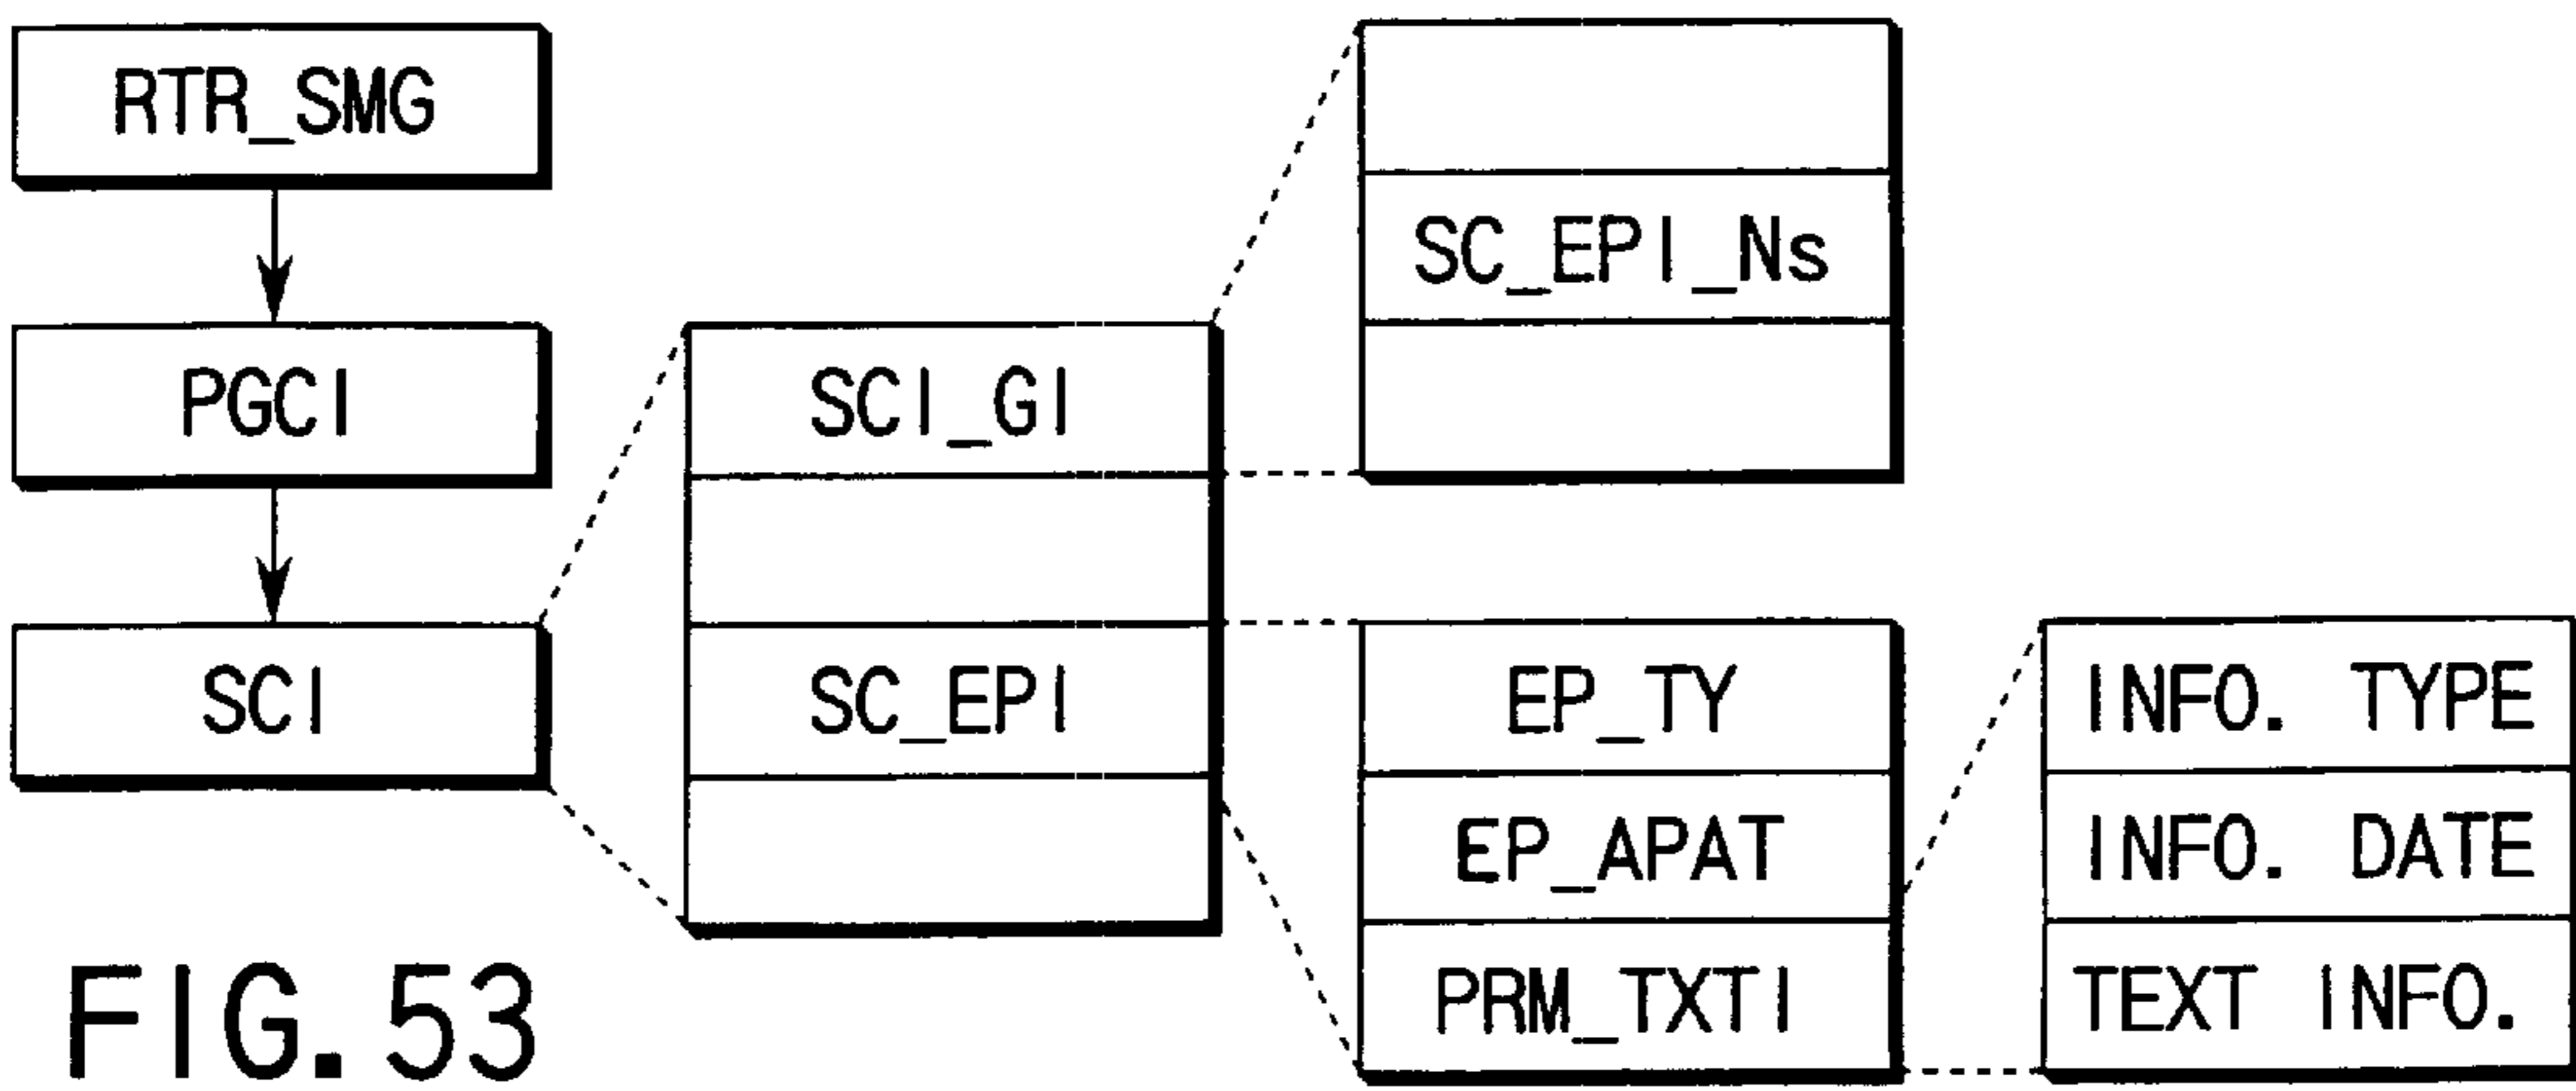 RTR_SMG
PGCI
SCI
SCI_GI
SC_EPI
SC_EPI_Ns
EP_TY
EP_APAT
PRM_TXTI
INFO. TYPE
INFO. DATE
TEXT INFO.
FIG. 53